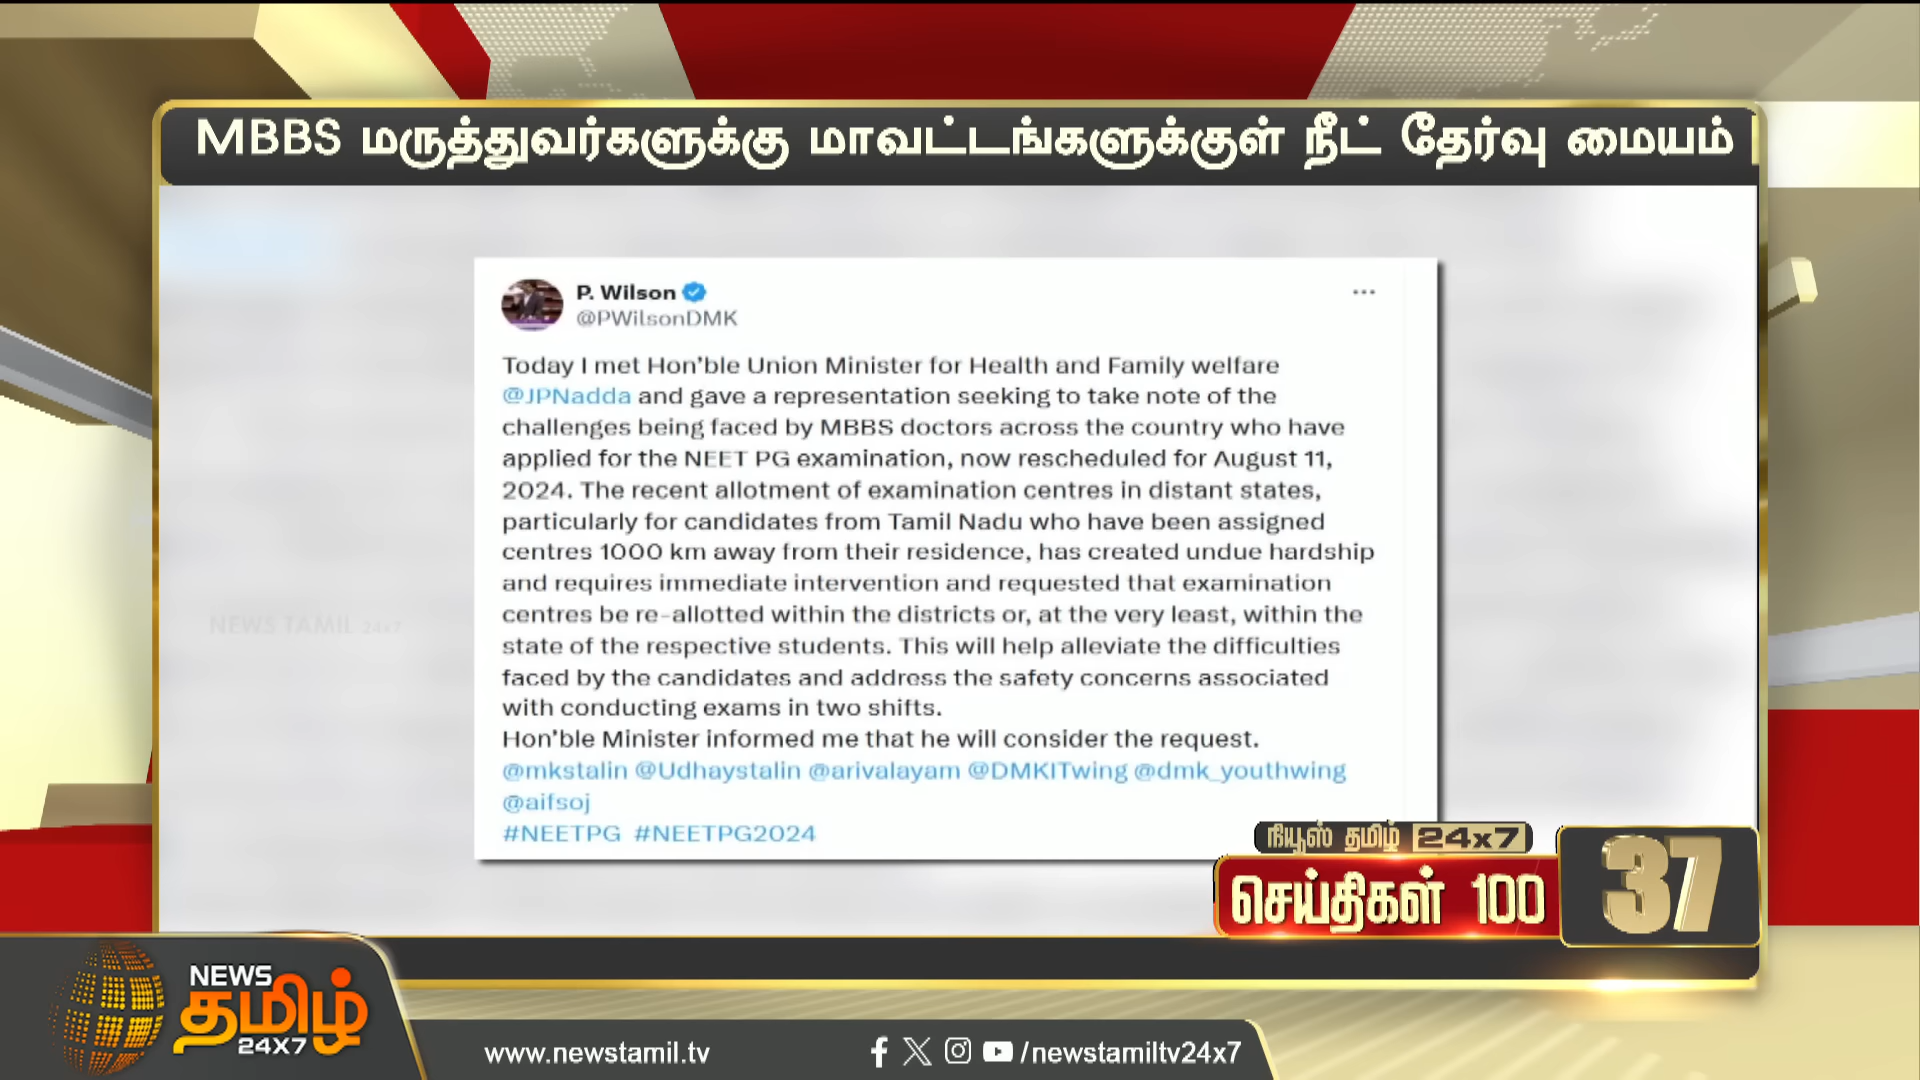 MBBS மருத்துவர்களுக்கு மாவட்டங்களுக்குள் நீட் தேர்வு மையம்
P. Wilson
@PWilsonDMK
Today I met Hon'ble Union Minister for Health and Family welfare
@JPNadda and gave a representation seeking to take note of the
challenges being faced by MBBS doctors across the country who have
applied for the NEET PG examination, now rescheduled for August 11,
2024. The recent allotment of examination centres in distant states,
particularly for candidates from Tamil Nadu who have been assigned
centres 1000 km away from their residence, has created undue hardship
and requires immediate intervention and requested that examination
centres be re-allotted within the districts or, at the very least, within the
state of the respective students. This will help alleviate the difficulties
faced by the candidates and address the safety concerns associated
with conducting exams in two shifts.
Hon'ble Minister informed me that he will consider the request.
@mkstalin @Udhaystalin @arivalayam @DMKITwing @dmk_youthwing
@aifsoj
#NEETPG #NEETPG2024
NEWS TAMIL 24x7
நியூஸ் தமிழ் 24x7
செய்திகள் 100
37
NEWS
தமிழ்
24X7
www.newstamil.tv
/newstamiltv24x7